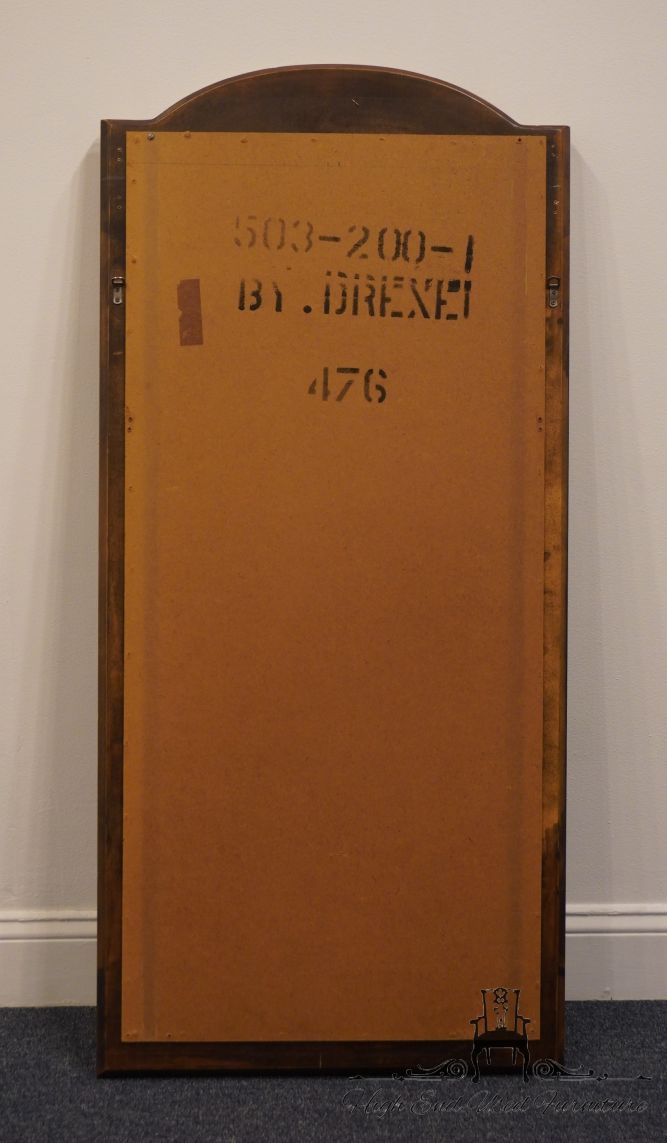 503-200-1
BY.DREXEL
476
High End Used Furniture